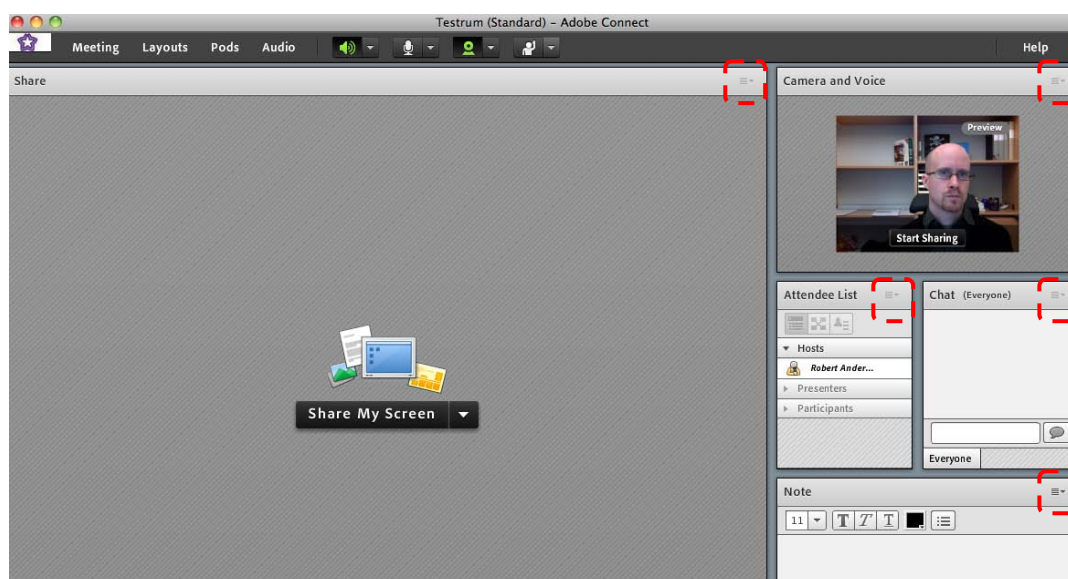 Testrum (Standard) - Adobe Connect
Meeting Layouts Pods Audio Help
Share
Camera and Voice
Preview
Start Sharing
Share My Screen
Attendee List
Hosts
Robert Ander...
Presenters
Participants
Chat (Everyone)
Everyone
Note
11 T T T